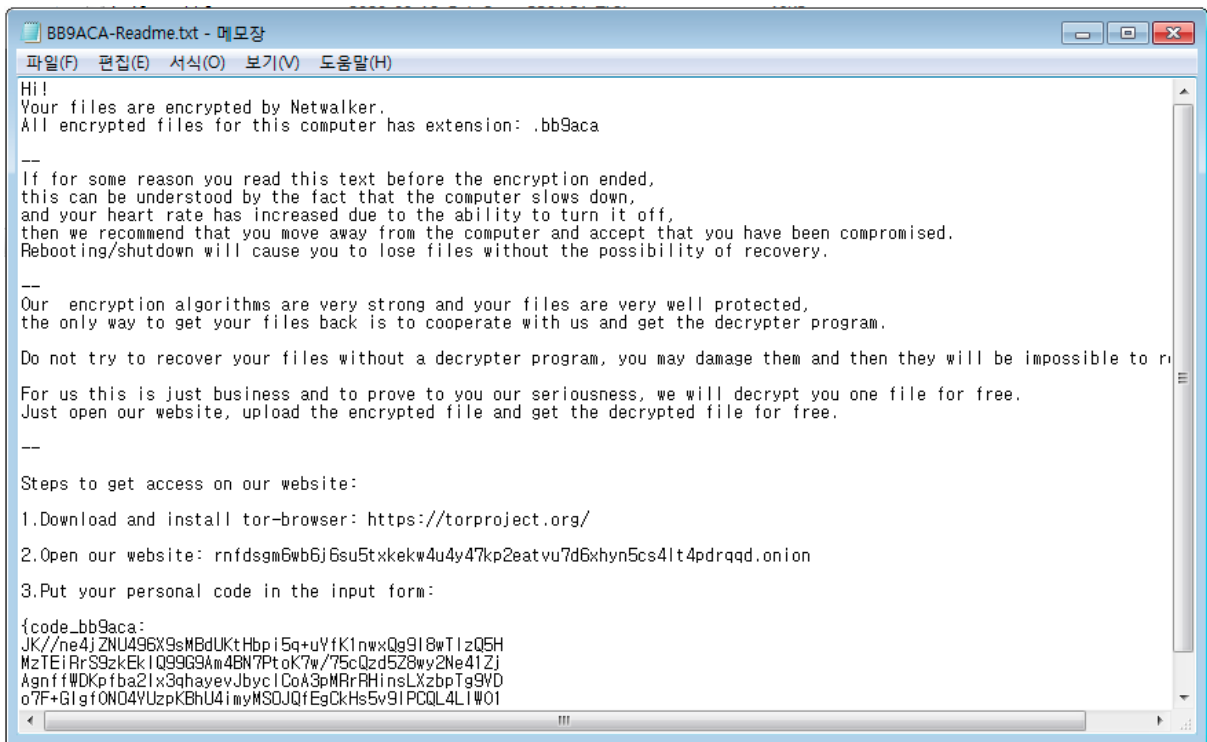 BB9ACA-Readme.txt - 메모장
파일(F) 편집(E) 서식(O) 보기(V) 도움말(H)
Hi!
Your files are encrypted by Netwalker.
All encrypted files for this computer has extension: .bb9aca
--
If for some reason you read this text before the encryption ended,
this can be understood by the fact that the computer slows down,
and your heart rate has increased due to the ability to turn it off,
then we recommend that you move away from the computer and accept that you have been compromised.
Rebooting/shutdown will cause you to lose files without the possibility of recovery.
--
Our  encryption algorithms are very strong and your files are very well protected,
the only way to get your files back is to cooperate with us and get the decrypter program.
Do not try to recover your files without a decrypter program, you may damage them and then they will be impossible to
For us this is just business and to prove to you our seriousness, we will decrypt you one file for free.
Just open our website, upload the encrypted file and get the decrypted file for free.
--
Steps to get access on our website:
1.Download and install tor-browser: https://torproject.org/
2.Open our website: rnfdsgm6wb6j6su5txkekw4u4y47kp2eatvu7d6xhyn5cs4lt4pdrqqd.onion
3.Put your personal code in the input form:
{code_bb9aca: